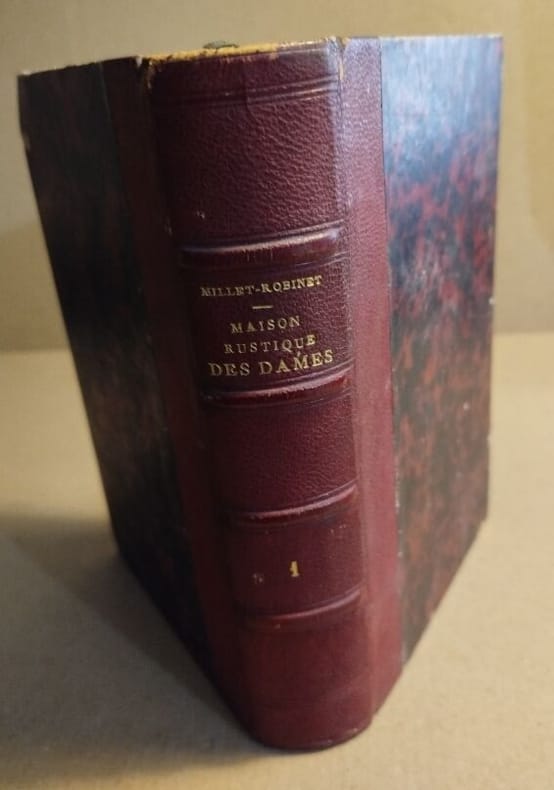 MILLET-ROBINET
MAISON
RUSTIQUE
DES DAMES
1